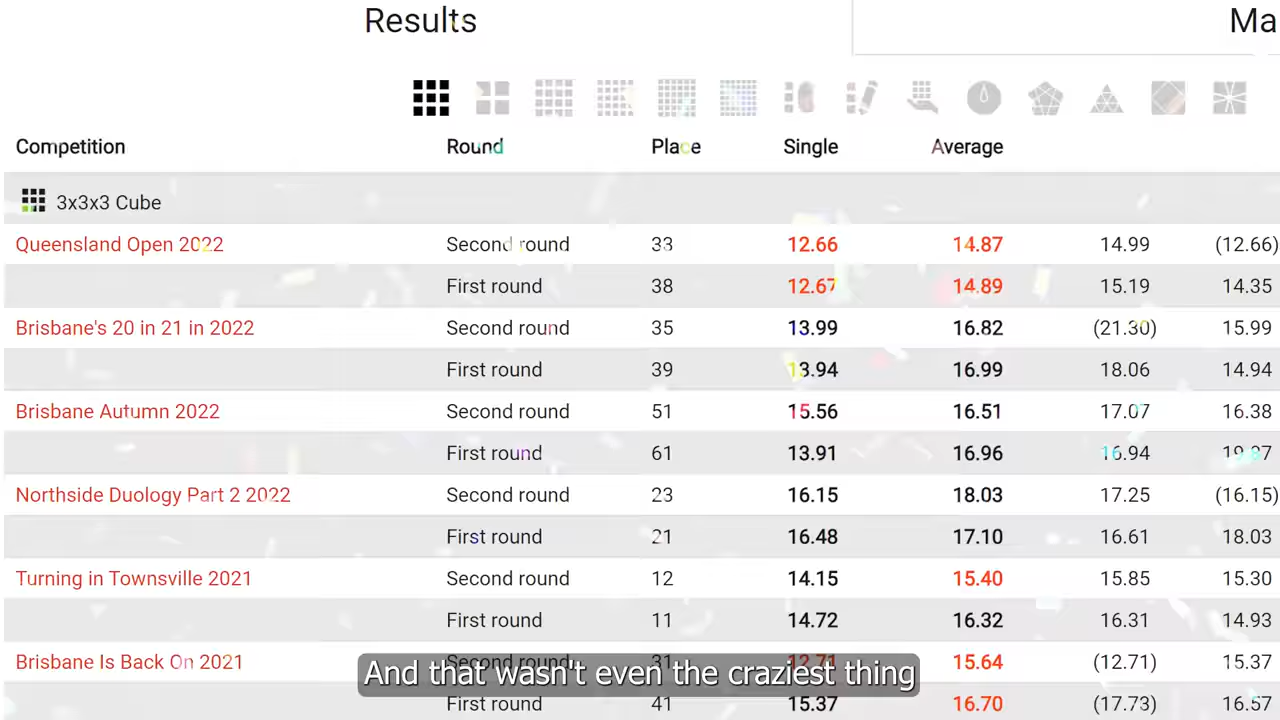 Results Ma
Competition Round Place Single Average
3x3x3 Cube
Queensland Open 2022 Second round 33 12.66 14.87 14.99 (12.66)
First round 38 12.67 14.89 15.19 14.35
Brisbane's 20 in 21 in 2022 Second round 35 13.99 16.82 (21.30) 15.99
First round 39 13.94 16.99 18.06 14.94
Brisbane Autumn 2022 Second round 51 15.56 16.51 17.07 16.38
First round 61 13.91 16.96 16.94 19.87
Northside Duology Part 2 2022 Second round 23 16.15 18.03 17.25 (16.15)
First round 21 16.48 17.10 16.61 18.03
Turning in Townsville 2021 Second round 12 14.15 15.40 15.85 15.30
First round 11 14.72 16.32 16.31 14.93
Brisbane Is Back On 2021 Second round 31 12.71 15.64 (12.71) 15.37
And that wasn't even the craziest thing
First round 41 15.37 16.70 (17.73) 16.57